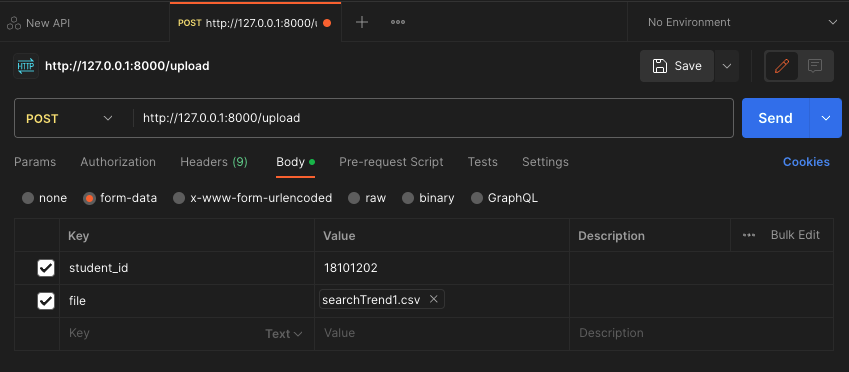 New API
POST http://127.0.0.1:8000/u
No Environment
HTTP http://127.0.0.1:8000/upload
Save
POST http://127.0.0.1:8000/upload
Send
Params Authorization Headers (9) Body Pre-request Script Tests Settings Cookies
none form-data x-www-form-urlencoded raw binary GraphQL
Key Value Description Bulk Edit
student_id 18101202
file searchTrend1.csv
Key Text Value Description